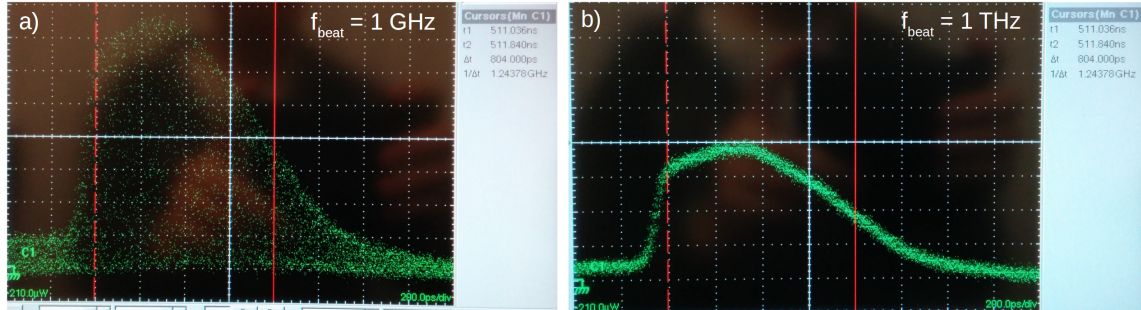 a)
f_beat = 1 GHz
Cursors(Mn C1)
t1 511.036ns
t2 511.840ns
Δt 804.000ps
1/Δt 1.24378GHz
C1
-210.0µW
200.0ps/div
b)
f_beat = 1 THz
Cursors(Mn C1)
t1 511.036ns
t2 511.840ns
Δt 804.000ps
1/Δt 1.24378GHz
C1
-210.0µW
200.0ps/div